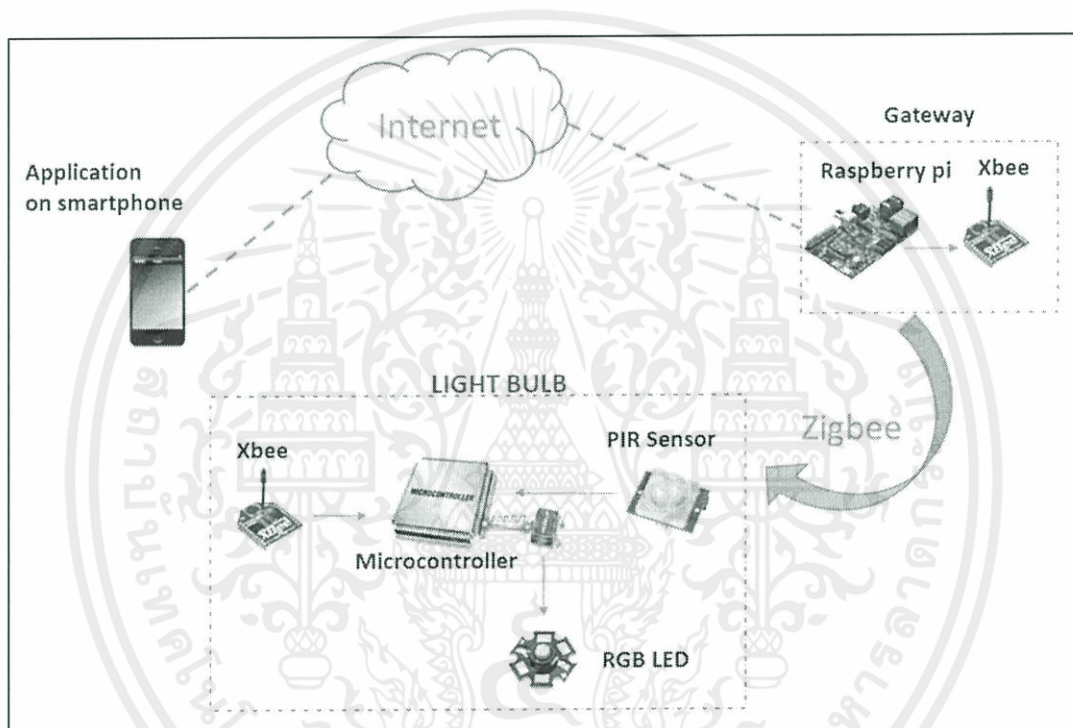 Internet
Gateway
Application
on smartphone
Raspberry pi Xbee
LIGHT BULB
Zigbee
Xbee
PIR Sensor
MICROCONTROLLER
Microcontroller
RGB LED